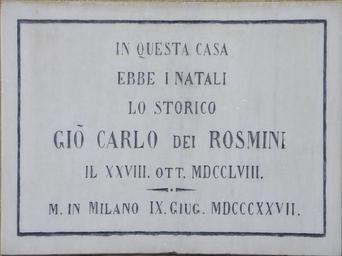 IN QUESTA CASA
EBBE I NATALI
LO STORICO
GIÒ CARLO DEI ROSMINI
IL XXVIII. OTT. MDCCLVIII.
M. IN MILANO IX. GIUG. MDCCCXXVII.